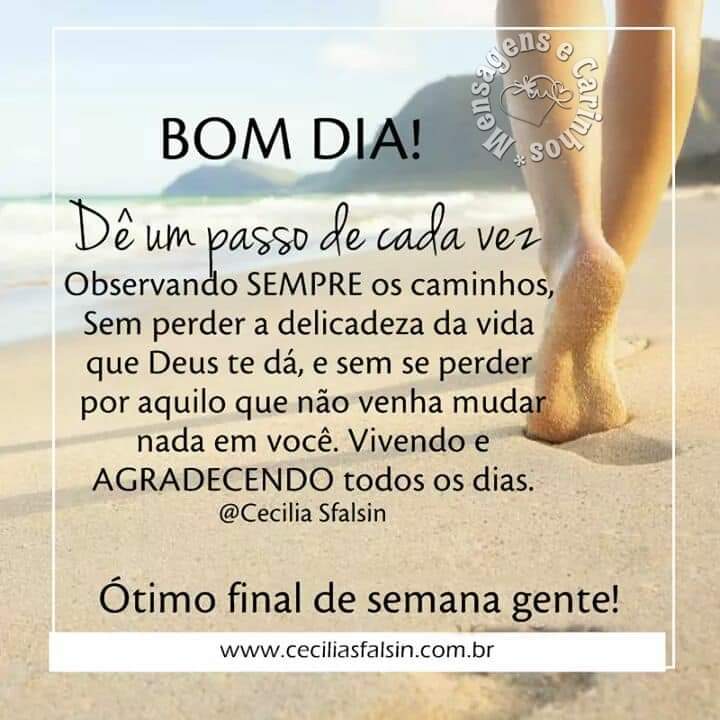 Mensagens e Carinhos *
BOM DIA!
Dê um passo de cada vez
Observando SEMPRE os caminhos,
Sem perder a delicadeza da vida
que Deus te dá, e sem se perder
por aquilo que não venha mudar
nada em você. Vivendo e
AGRADECENDO todos os dias.
@Cecilia Sfalsin
Ótimo final de semana gente!
www.ceciliasfalsin.com.br